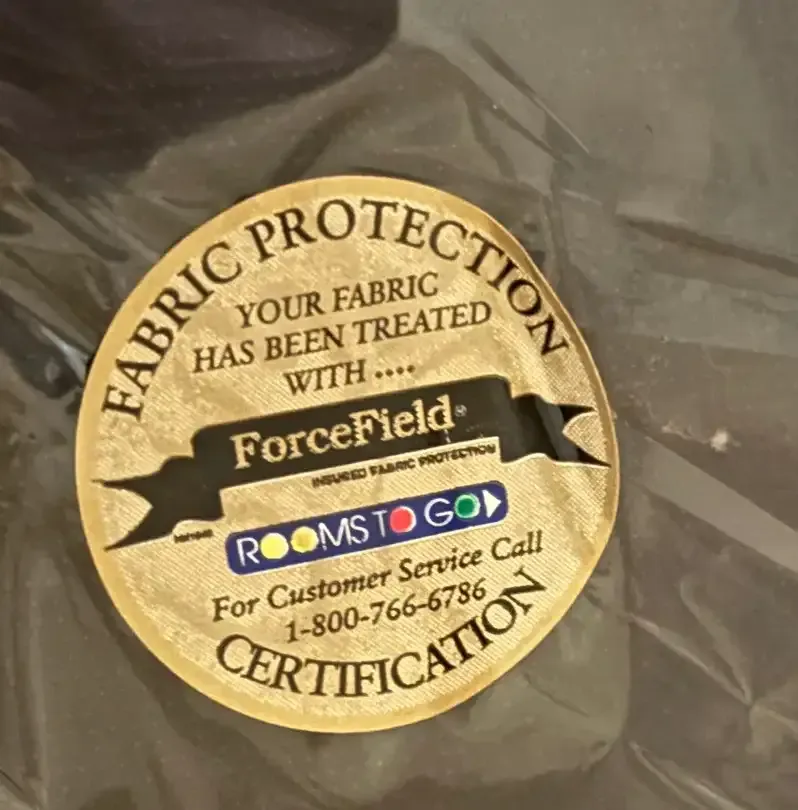 FABRIC PROTECTION
YOUR FABRIC
HAS BEEN TREATED
WITH ....
ForceField®
INSURED FABRIC PROTECTION
ROOMS TO GO
For Customer Service Call
1-800-766-6786
CERTIFICATION